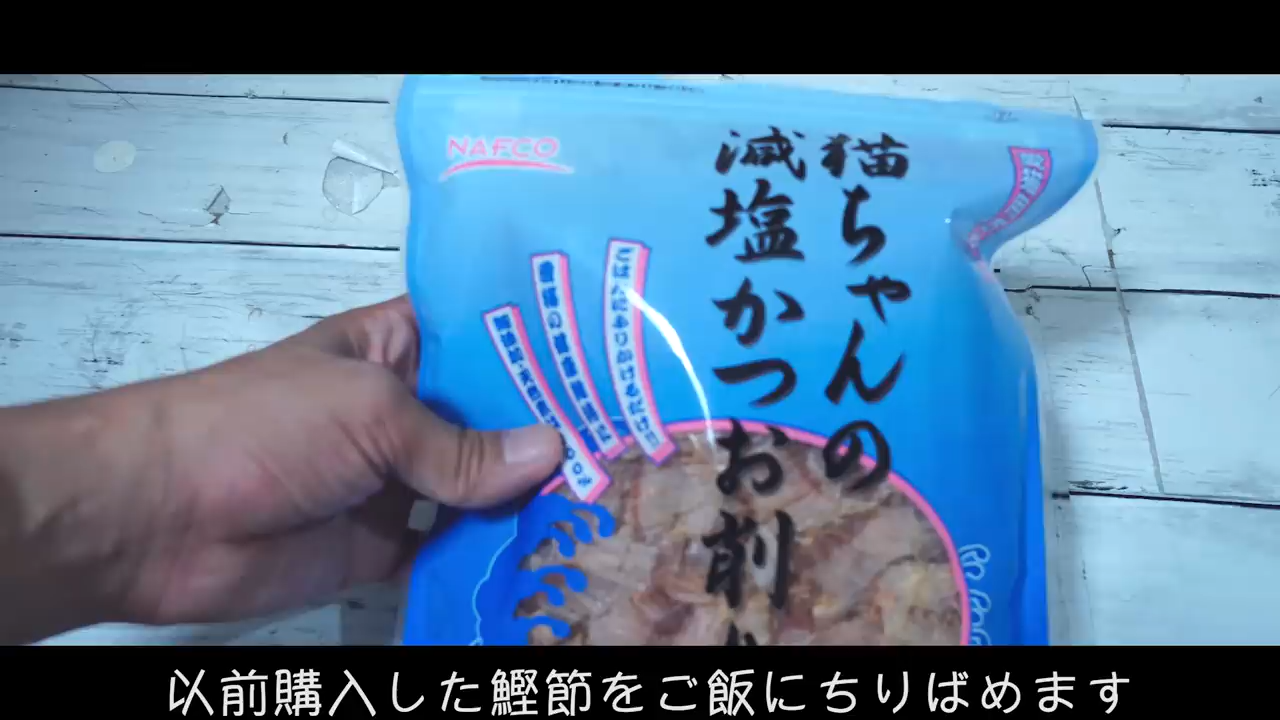 NAFCO
猫ちゃんの
減塩かつお削
ごはんにふりかけるだけ!!
以前購入した鰹節をご飯にちりばめます